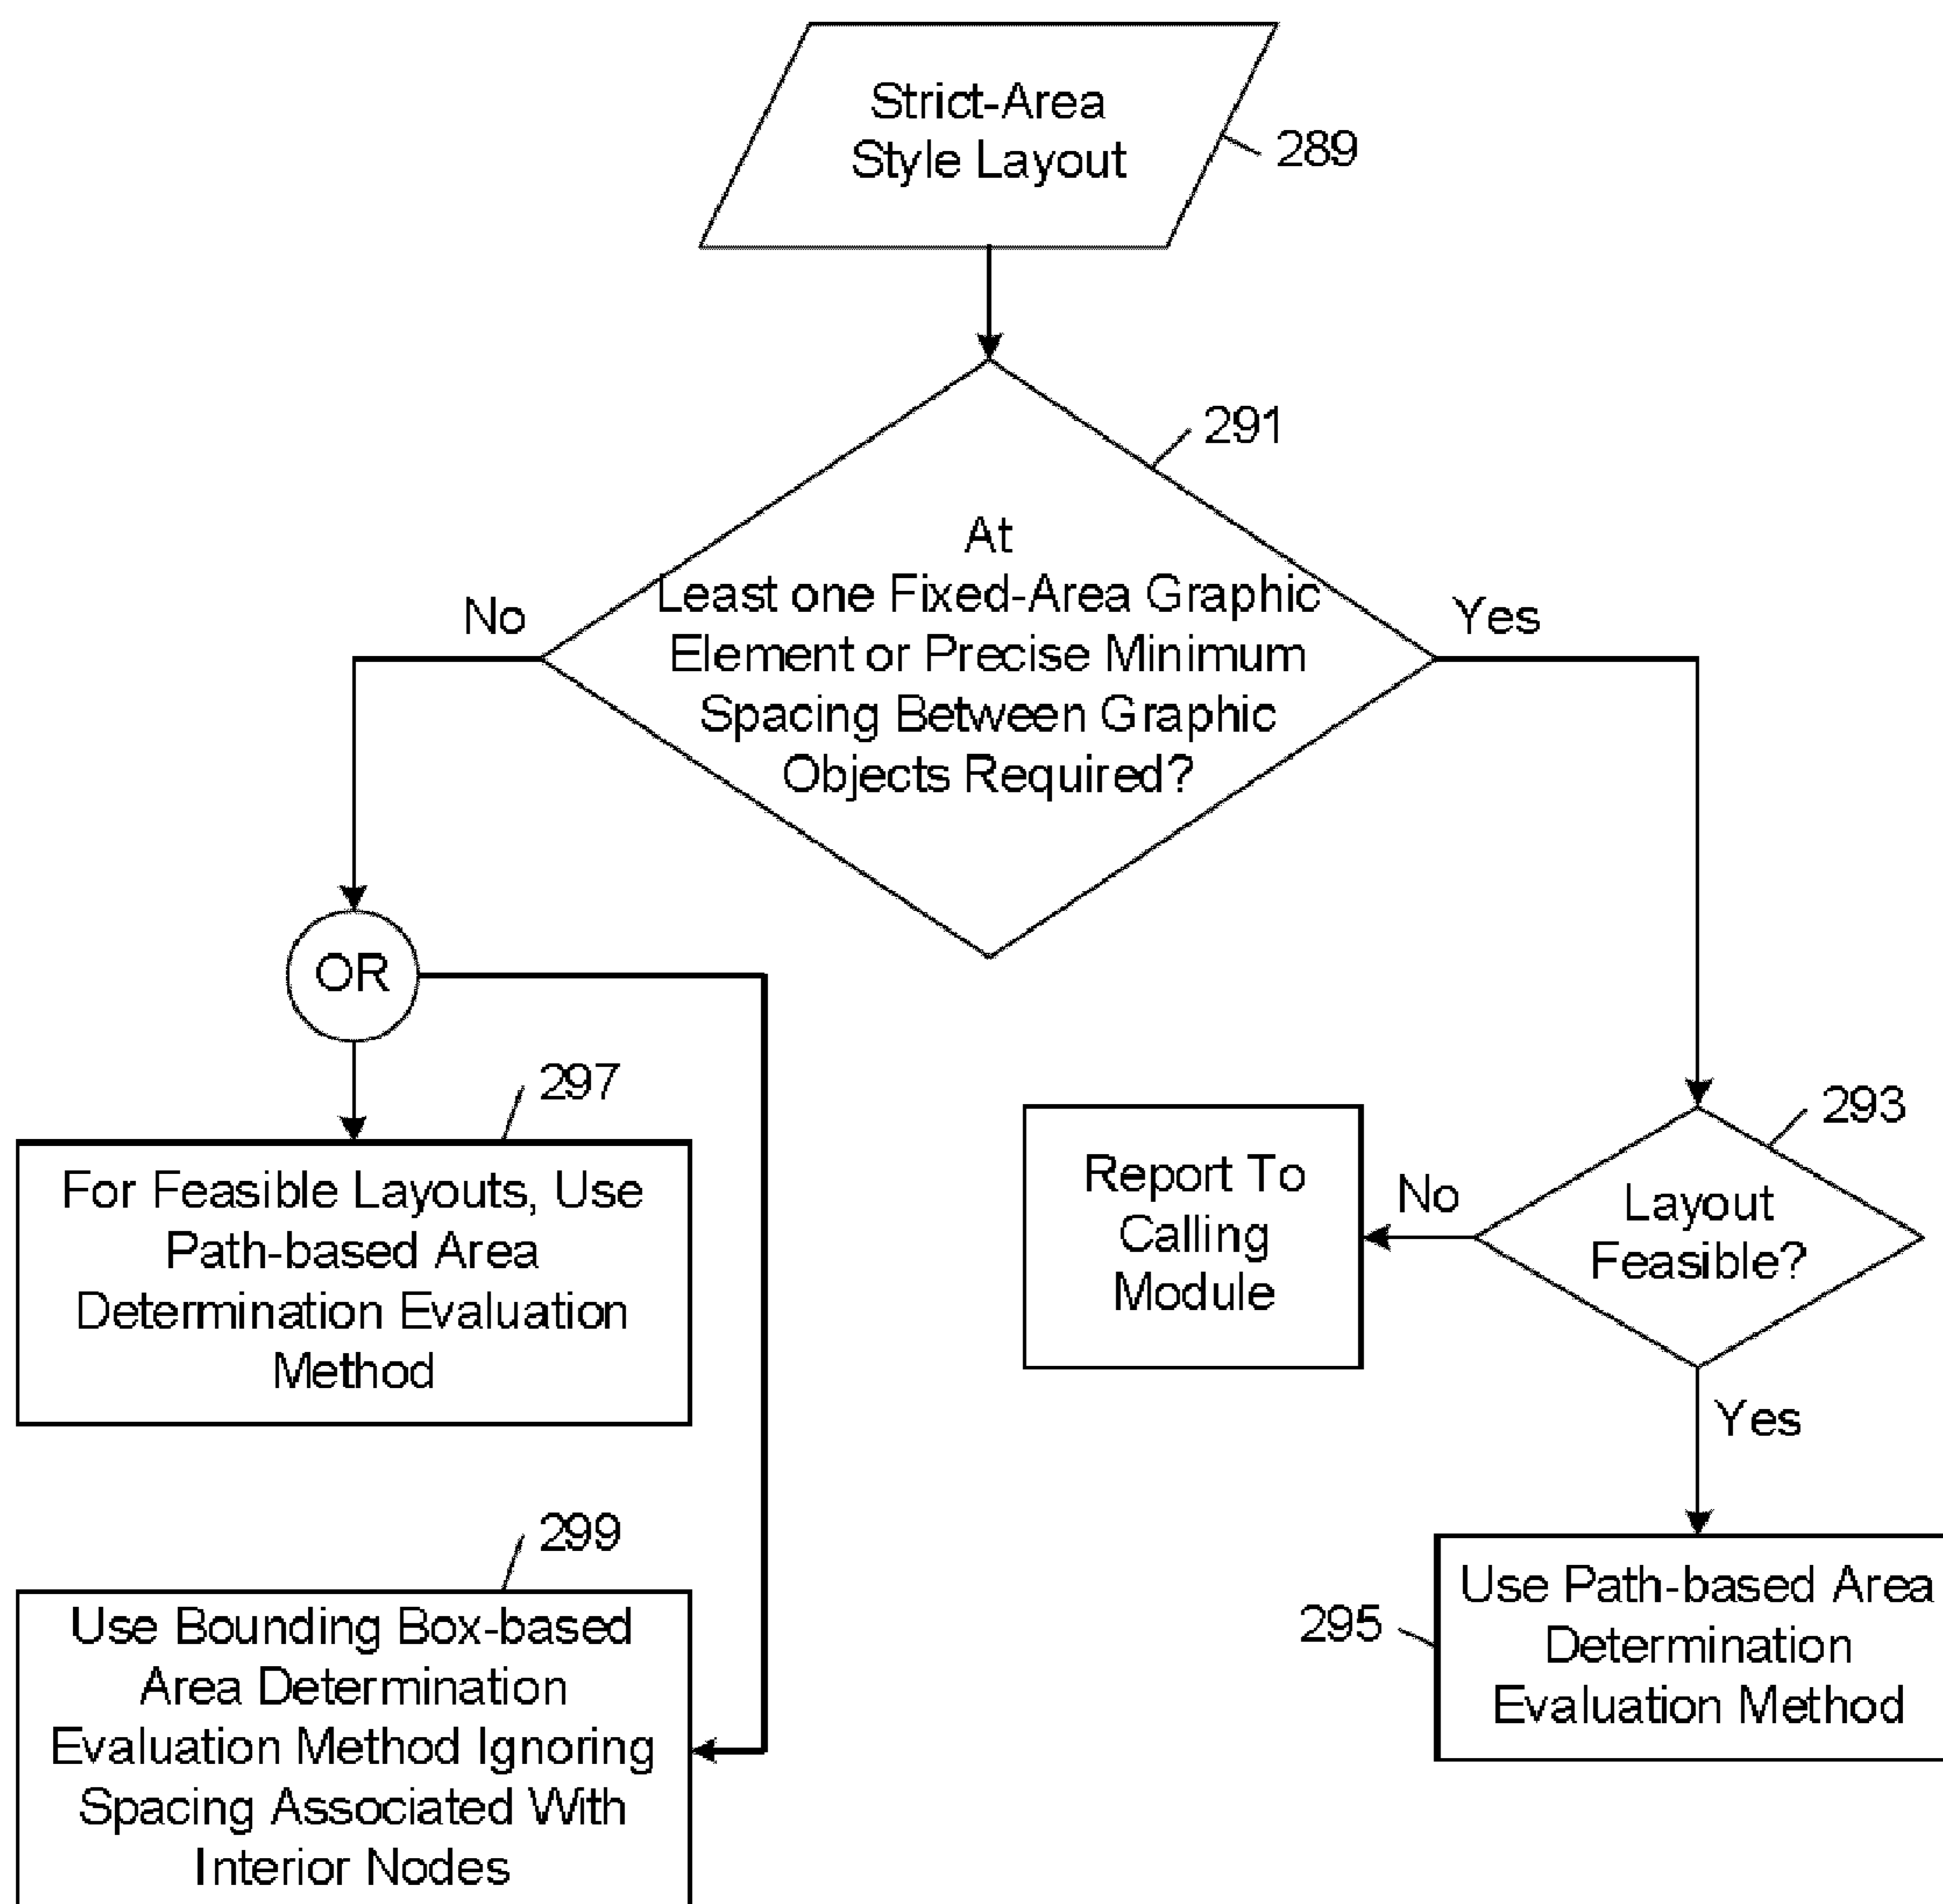 Strict-Area
Style Layout
289
291
At
Least one Fixed-Area Graphic
Element or Precise Minimum
Spacing Between Graphic
Objects Required?
No
Yes
OR
297
For Feasible Layouts, Use
Path-based Area
Determination Evaluation
Method
293
Layout
Feasible?
No
Report To
Calling
Module
Yes
299
Use Bounding Box-based
Area Determination
Evaluation Method Ignoring
Spacing Associated With
Interior Nodes
295
Use Path-based Area
Determination
Evaluation Method